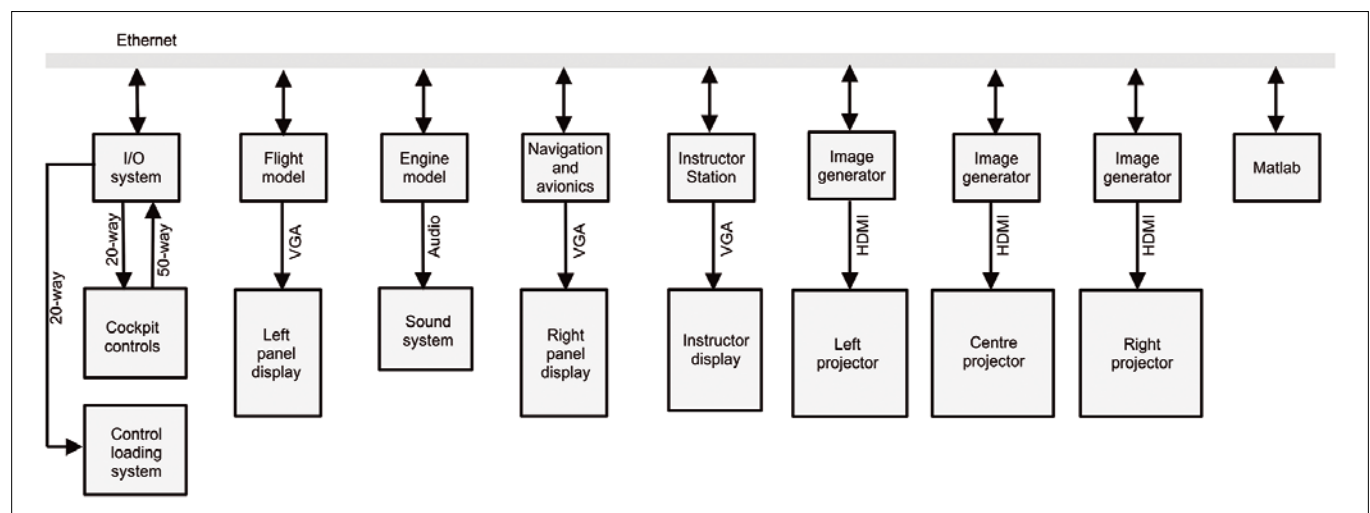 Ethernet
I/O
system
Flight
model
Engine
model
Navigation
and
avionics
Instructor
Station
Image
generator
Image
generator
Image
generator
Matlab
20-way
20-way
50-way
VGA
Audio
VGA
VGA
HDMI
HDMI
HDMI
Cockpit
controls
Left
panel
display
Sound
system
Right
panel
display
Instructor
display
Left
projector
Centre
projector
Right
projector
Control
loading
system